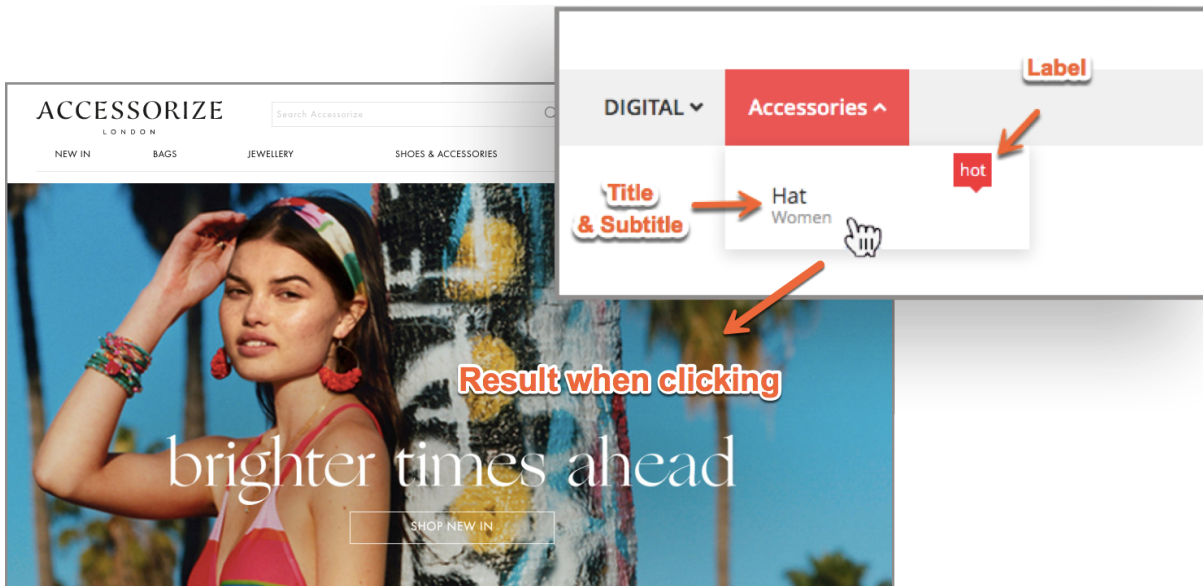 ACCESSORIZE
LONDON
Search Accessorize
NEW IN BAGS JEWELLERY SHOES & ACCESSORIES
DIGITAL Accessories
Label
hot
Title
& Subtitle
Hat
Women
Result when clicking
brighter times ahead
SHOP NEW IN